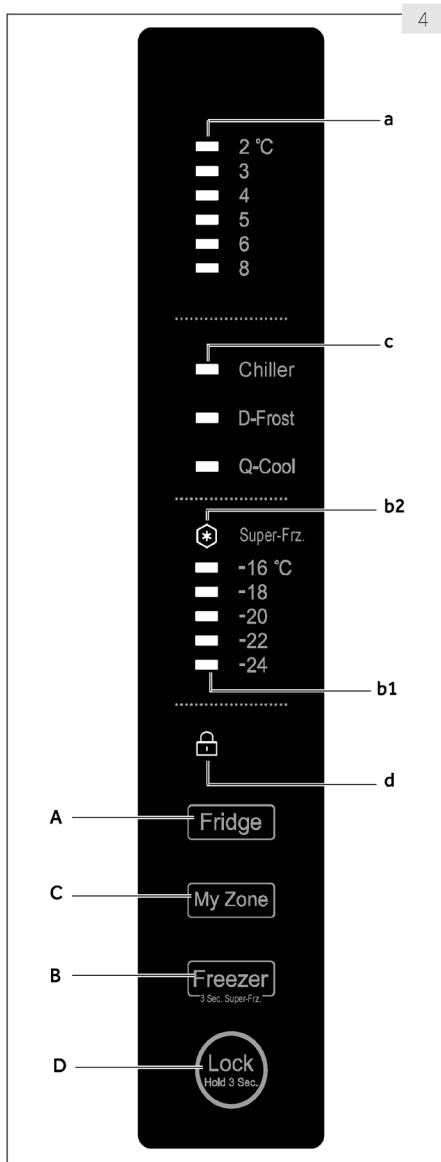 4
a
2 °C
3
4
5
6
8
c
Chiller
D-Frost
Q-Cool
b2
Super-Frz.
-16 °C
-18
-20
-22
-24
b1
d
A
Fridge
C
My Zone
B
Freezer
3 Sec. Super-Frz.
D
Lock
Hold 3 Sec.